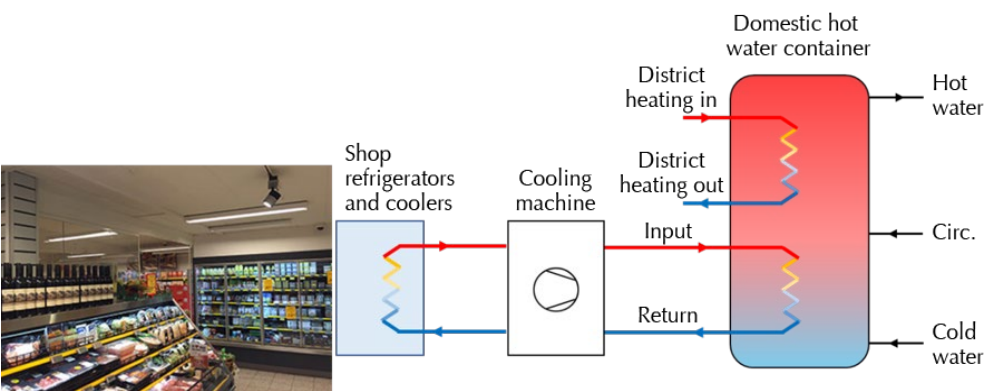 Domestic hot
water container
District
heating in
Hot
water
Shop
refrigerators
and coolers
Cooling
machine
District
heating out
Input
Circ.
Return
Cold
water